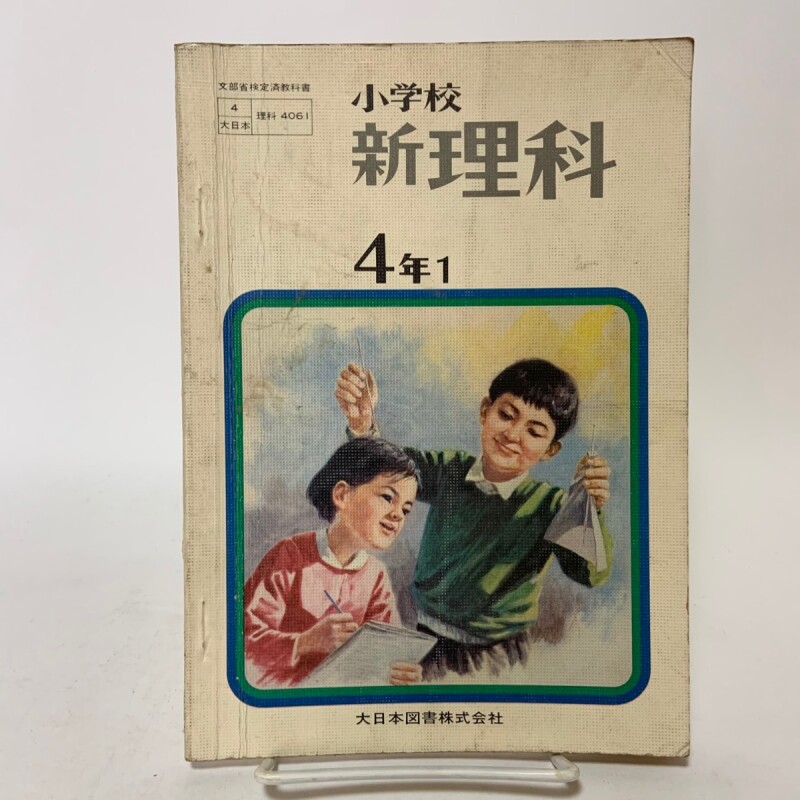 文部省検定済教科書
4
大日本
理科 4061
小学校
新理科
4年1
大日本図書株式会社